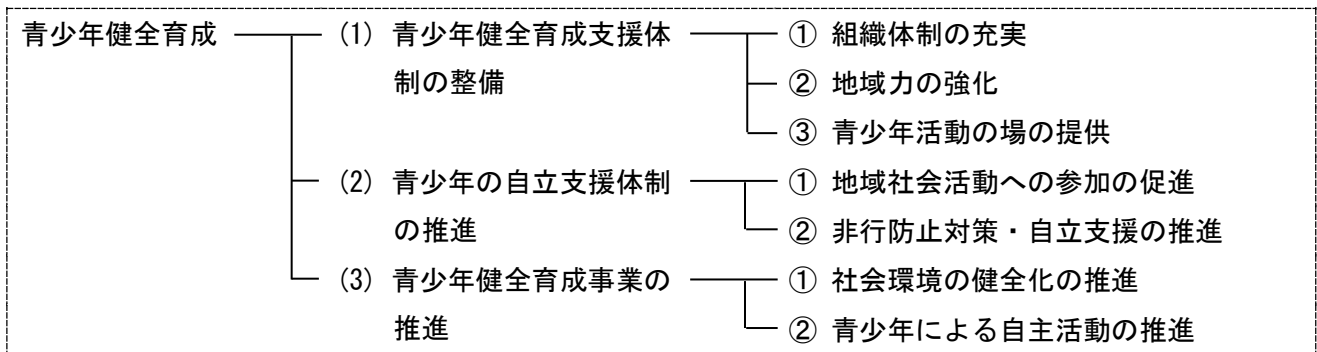 青少年健全育成 (1) 青少年健全育成支援体 ① 組織体制の充実
制の整備 ② 地域力の強化
③ 青少年活動の場の提供
(2) 青少年の自立支援体制 ① 地域社会活動への参加の促進
の推進 ② 非行防止対策・自立支援の推進
(3) 青少年健全育成事業の ① 社会環境の健全化の推進
推進 ② 青少年による自主活動の推進